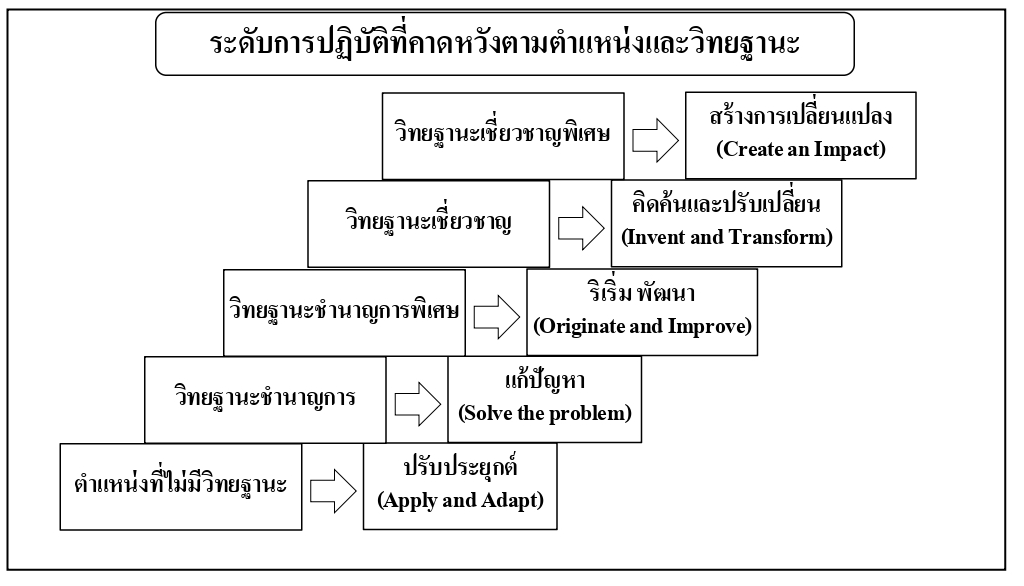 ระดับการปฏิบัติที่คาดหวังตามตำแหน่งและวิทยฐานะ
วิทยฐานะเชี่ยวชาญพิเศษ
สร้างการเปลี่ยนแปลง
(Create an Impact)
วิทยฐานะเชี่ยวชาญ
คิดค้นและปรับเปลี่ยน
(Invent and Transform)
วิทยฐานะชำนาญการพิเศษ
ริเริ่ม พัฒนา
(Originate and Improve)
วิทยฐานะชำนาญการ
แก้ปัญหา
(Solve the problem)
ตำแหน่งที่ไม่มีวิทยฐานะ
ปรับประยุกต์
(Apply and Adapt)